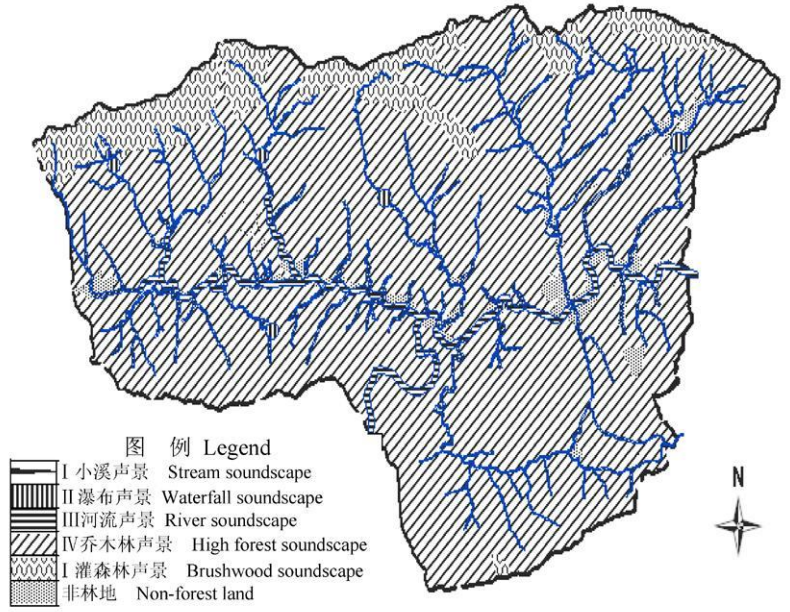 图 例 Legend
I 小溪声景 Stream soundscape
II 瀑布声景 Waterfall soundscape
III河流声景 River soundscape
IV乔木林声景 High forest soundscape
I 灌森林声景 Brushwood soundscape
非林地 Non-forest land
N